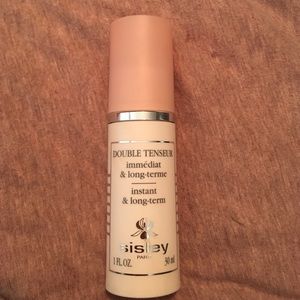 DOUBLE TENSEUR
immédiat
& long-terme
instant
& long-term
sisley
PARIS
1 FL.OZ. 30 ml